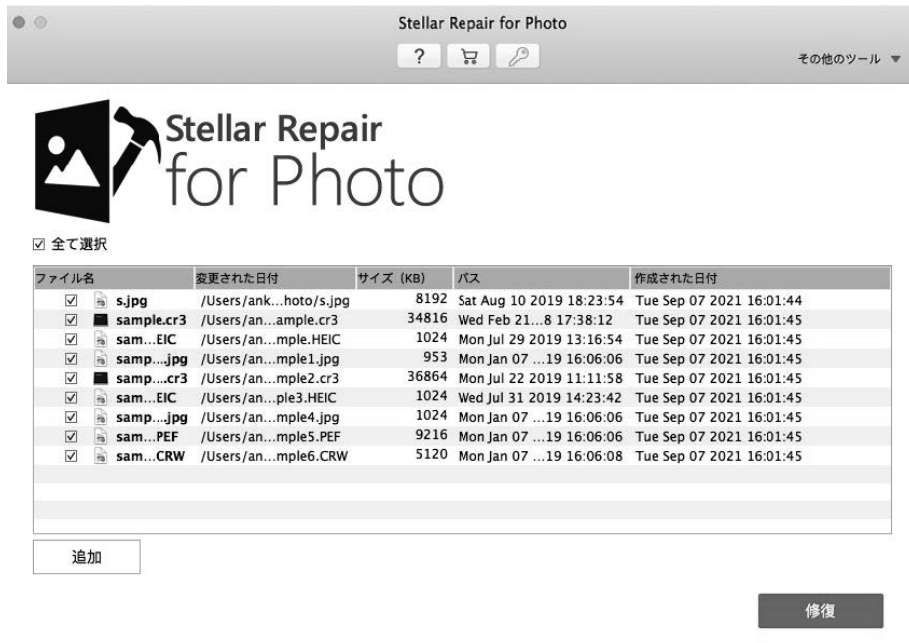 Stellar Repair for Photo
?
その他のツール ▼
Stellar Repair
for Photo
全て選択
ファイル名 変更された日付 サイズ (KB) パス 作成された日付
s.jpg /Users/ank...hoto/s.jpg 8192 Sat Aug 10 2019 18:23:54 Tue Sep 07 2021 16:01:44
sample.cr3 /Users/an...ample.cr3 34816 Wed Feb 21...8 17:38:12 Tue Sep 07 2021 16:01:45
sam...EIC /Users/an...mple.HEIC 1024 Mon Jul 29 2019 13:16:54 Tue Sep 07 2021 16:01:45
samp....jpg /Users/an...mple1.jpg 953 Mon Jan 07 ...19 16:06:06 Tue Sep 07 2021 16:01:45
samp....cr3 /Users/an...mple2.cr3 36864 Mon Jul 22 2019 11:11:58 Tue Sep 07 2021 16:01:45
sam...EIC /Users/an...ple3.HEIC 1024 Wed Jul 31 2019 14:23:42 Tue Sep 07 2021 16:01:45
samp....jpg /Users/an...mple4.jpg 1024 Mon Jan 07 ...19 16:06:06 Tue Sep 07 2021 16:01:45
sam...PEF /Users/an...mple5.PEF 9216 Mon Jan 07 ...19 16:06:06 Tue Sep 07 2021 16:01:45
sam...CRW /Users/an...mple6.CRW 5120 Mon Jan 07 ...19 16:06:08 Tue Sep 07 2021 16:01:45
追加
修復